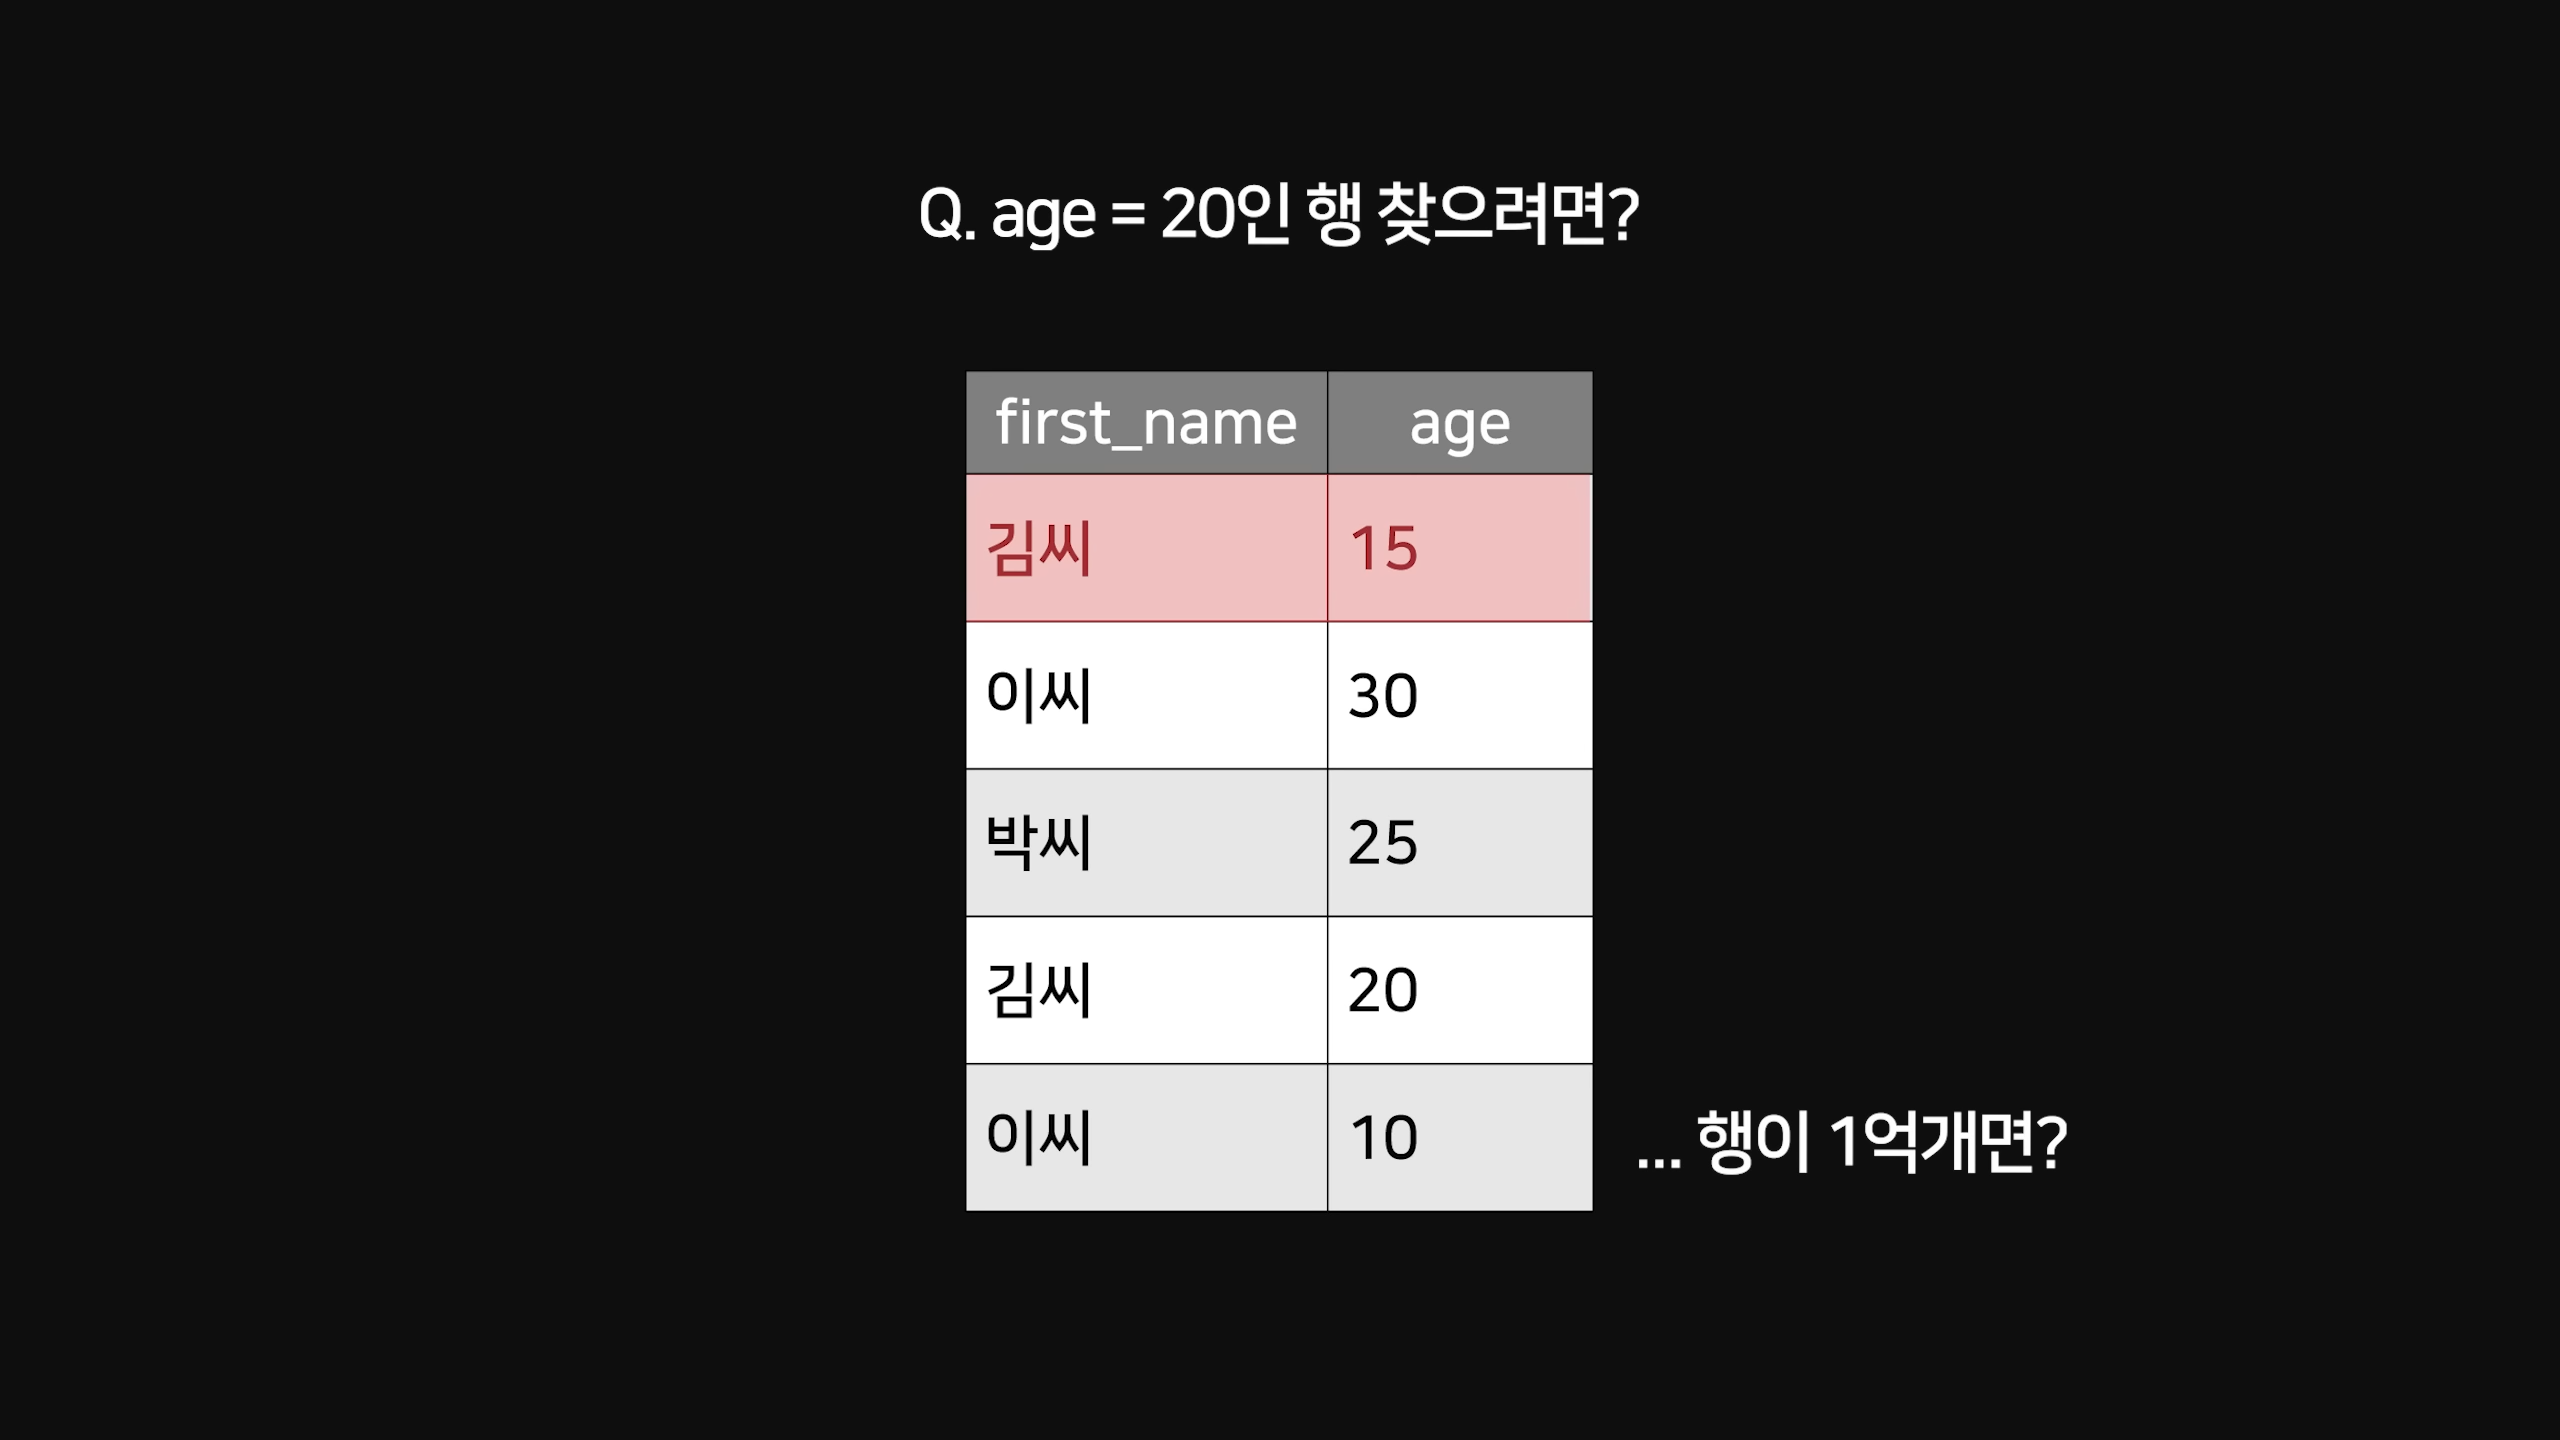 Q. age = 20인 행 찾으려면?
first_name age
김씨 15
이씨 30
박씨 25
김씨 20
이씨 10
... 행이 1억개면?